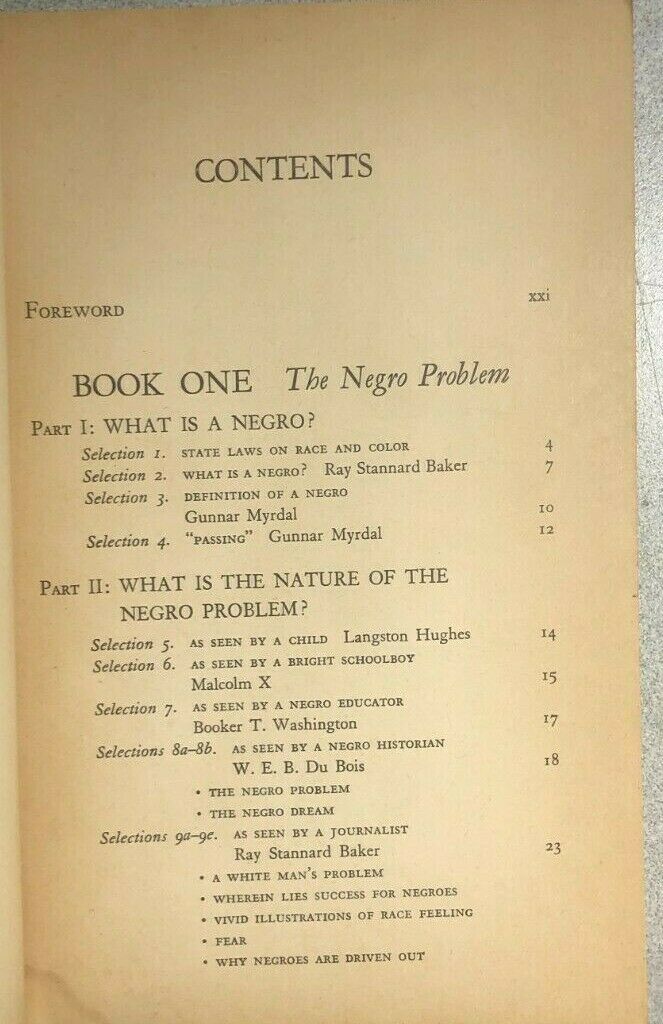 CONTENTS
FOREWORD xxi
BOOK ONE The Negro Problem
PART I: WHAT IS A NEGRO?
Selection 1. STATE LAWS ON RACE AND COLOR 4
Selection 2. WHAT IS A NEGRO? Ray Stannard Baker 7
Selection 3. DEFINITION OF A NEGRO
Gunnar Myrdal 10
Selection 4. "PASSING" Gunnar Myrdal 12
PART II: WHAT IS THE NATURE OF THE
NEGRO PROBLEM?
Selection 5. AS SEEN BY A CHILD Langston Hughes 14
Selection 6. AS SEEN BY A BRIGHT SCHOOLBOY
Malcolm X 15
Selection 7. AS SEEN BY A NEGRO EDUCATOR
Booker T. Washington 17
Selections 8a–8b. AS SEEN BY A NEGRO HISTORIAN
W. E. B. Du Bois 18
• THE NEGRO PROBLEM
• THE NEGRO DREAM
Selections 9a–9e. AS SEEN BY A JOURNALIST
Ray Stannard Baker 23
• A WHITE MAN'S PROBLEM
• WHEREIN LIES SUCCESS FOR NEGROES
• VIVID ILLUSTRATIONS OF RACE FEELING
• FEAR
• WHY NEGROES ARE DRIVEN OUT